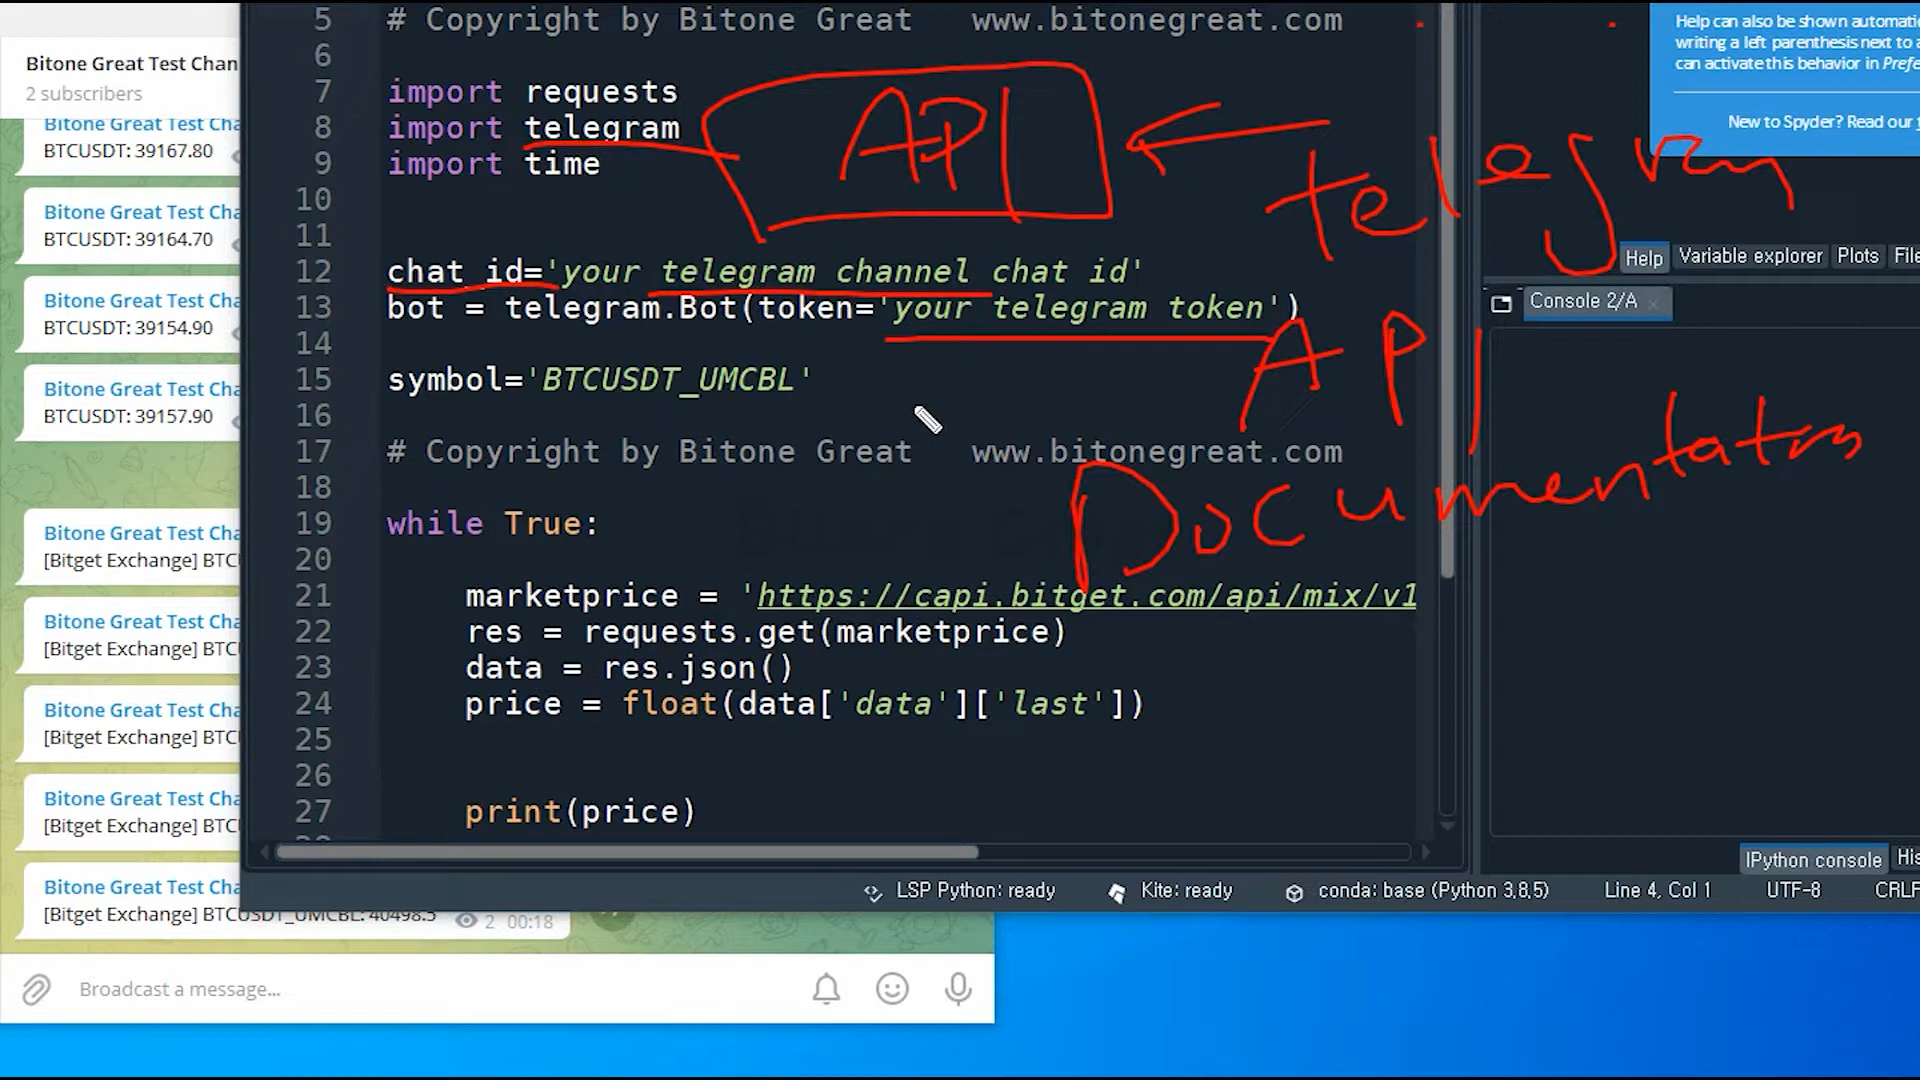 Bitone Great Test Chan
2 subscribers
Bitone Great Test Cha
BTCUSDT: 39167.80
Bitone Great Test Cha
BTCUSDT: 39164.70
Bitone Great Test Cha
BTCUSDT: 39154.90
Bitone Great Test Cha
BTCUSDT: 39157.90
Bitone Great Test Cha
[Bitget Exchange] BTC
Bitone Great Test Cha
[Bitget Exchange] BTC
Bitone Great Test Cha
[Bitget Exchange] BTC
Bitone Great Test Cha
[Bitget Exchange] BTC
Bitone Great Test Cha
[Bitget Exchange] BTCUSDT_UMCBL: 40498.5
2 00:18
Broadcast a message...
5 # Copyright by Bitone Great www.bitonegreat.com
6
7 import requests
8 import telegram
9 import time
10
11
12 chat_id='your telegram channel chat id'
13 bot = telegram.Bot(token='your telegram token')
14
15 symbol='BTCUSDT_UMCBL'
16
17 # Copyright by Bitone Great www.bitonegreat.com
18
19 while True:
20
21 marketprice = 'https://capi.bitget.com/api/mix/v1
22 res = requests.get(marketprice)
23 data = res.json()
24 price = float(data['data']['last'])
25
26
27 print(price)
API
API
Help can also be shown automatic
writing a left parenthesis next to a
can activate this behavior in Prefe
New to Spyder? Read our t
Help Variable explorer Plots File
Console 2/A
IPython console His
LSP Python: ready Kite: ready conda: base (Python 3.8.5) Line 4, Col 1 UTF-8 CRLF